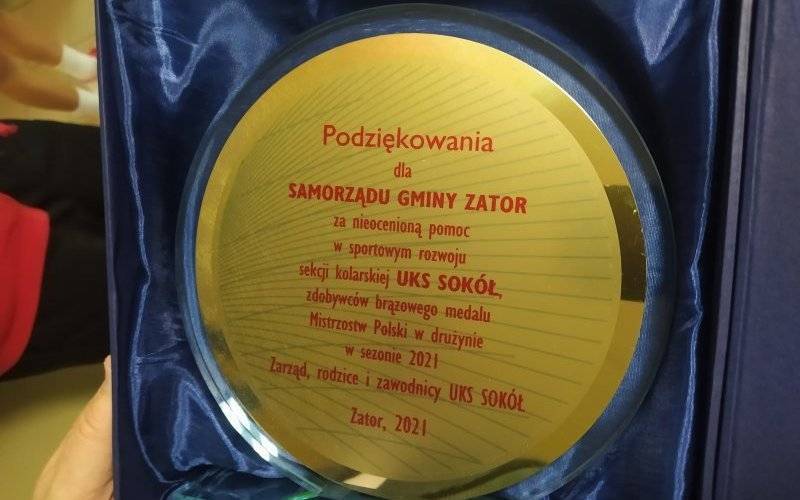 Podziękowania
dla
SAMORZĄDU GMINY ZATOR
za nieocenioną pomoc
w sportowym rozwoju
sekcji kolarskiej UKS SOKÓŁ,
zdobywców brązowego medalu
Mistrzostw Polski w drużynie
w sezonie 2021
Zarząd, rodzice i zawodnicy UKS SOKÓŁ
Zator, 2021